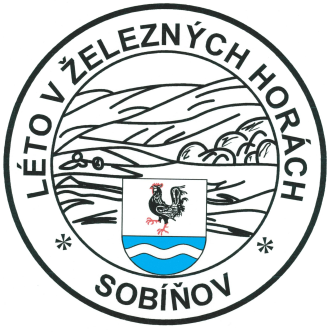 LÉTO V ŽELEZNÝCH HORÁCH
* SOBÍŇOV *